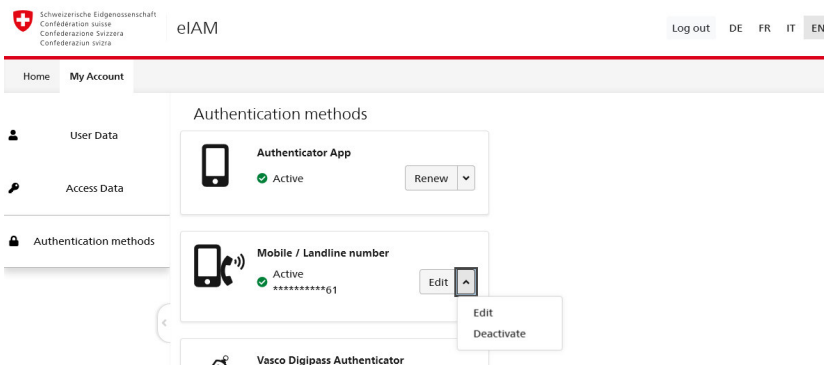 Schweizerische Eidgenossenschaft
Confédération suisse
Confederazione Svizzera
Confederaziun svizra
eIAM
Log out DE FR IT EN
Home My Account
Authentication methods
User Data
Access Data
Authentication methods
Authenticator App
Active
Renew
Mobile / Landline number
Active
**********61
Edit
Edit
Deactivate
Vasco Digipass Authenticator